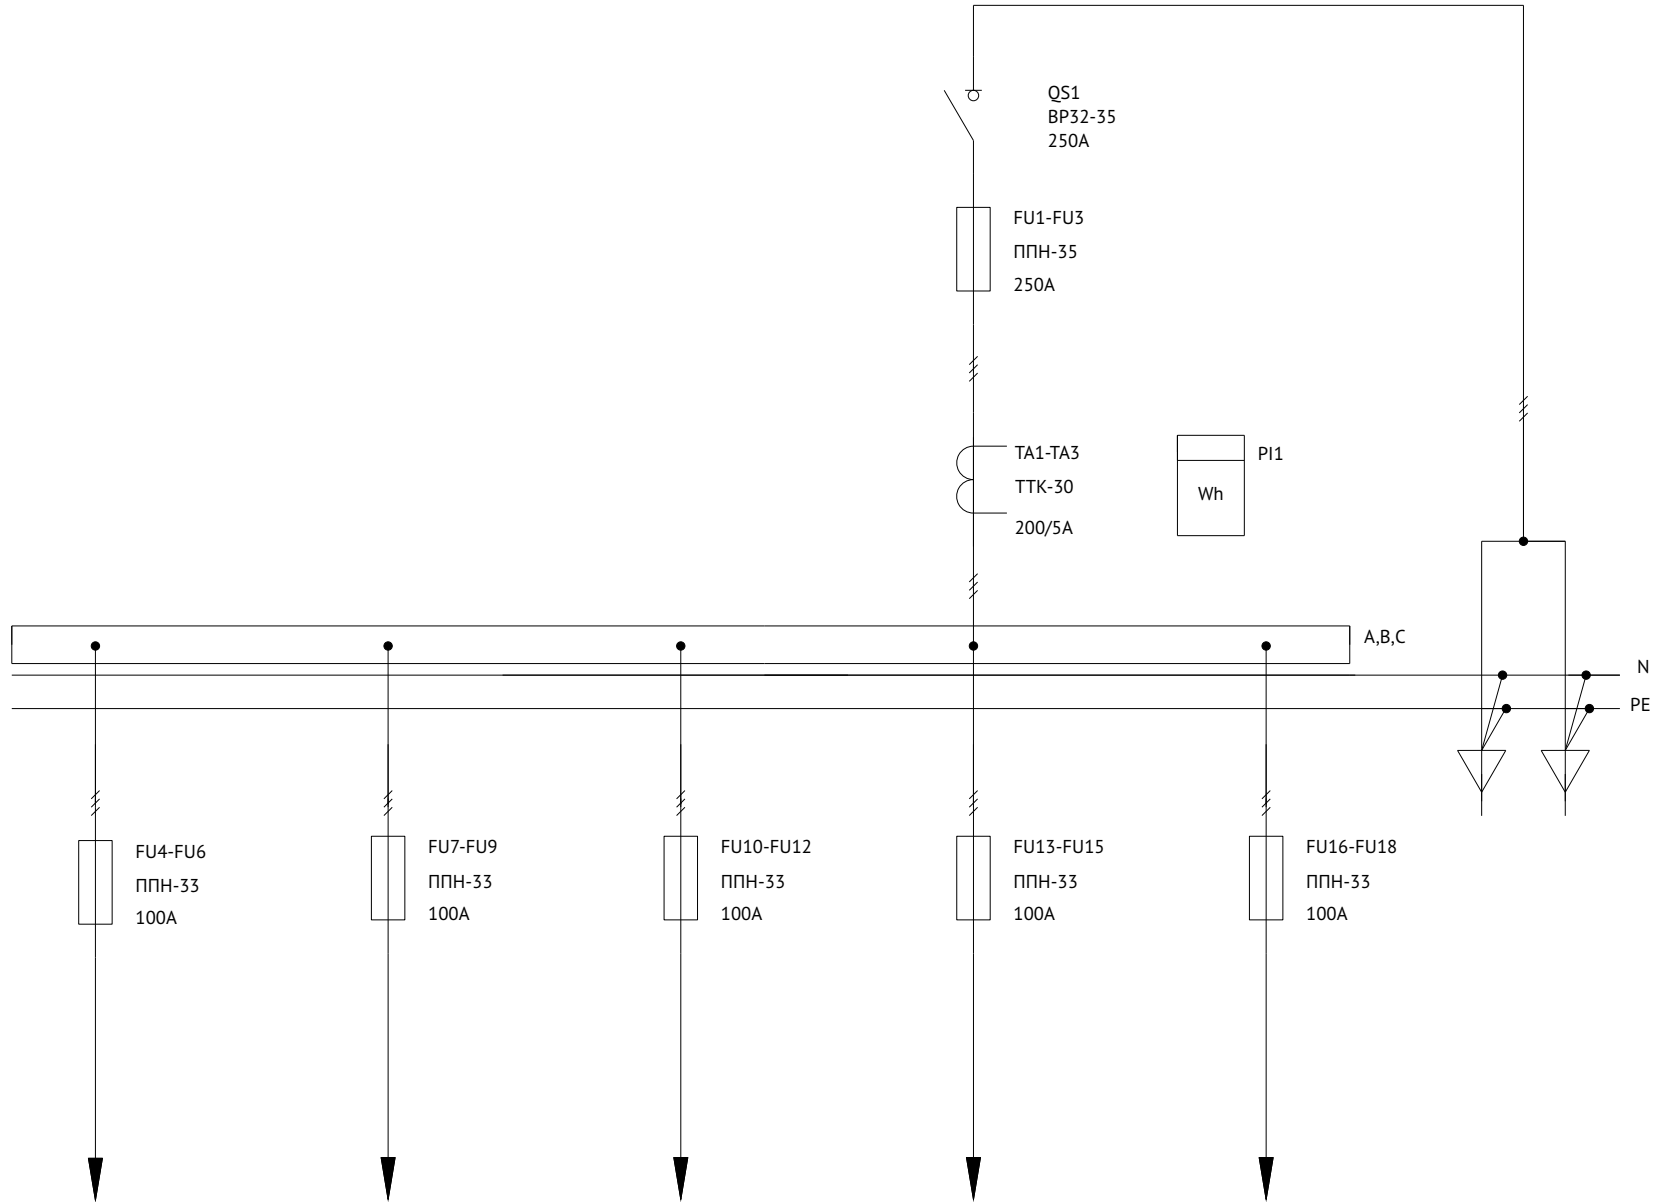 QS1
ВР32-35
250А
FU1-FU3
ППН-35
250А
ТА1-ТА3
ТТК-30
200/5А
PI1
Wh
A,B,C
N
PE
FU4-FU6
ППН-33
100А
FU7-FU9
ППН-33
100А
FU10-FU12
ППН-33
100А
FU13-FU15
ППН-33
100А
FU16-FU18
ППН-33
100А